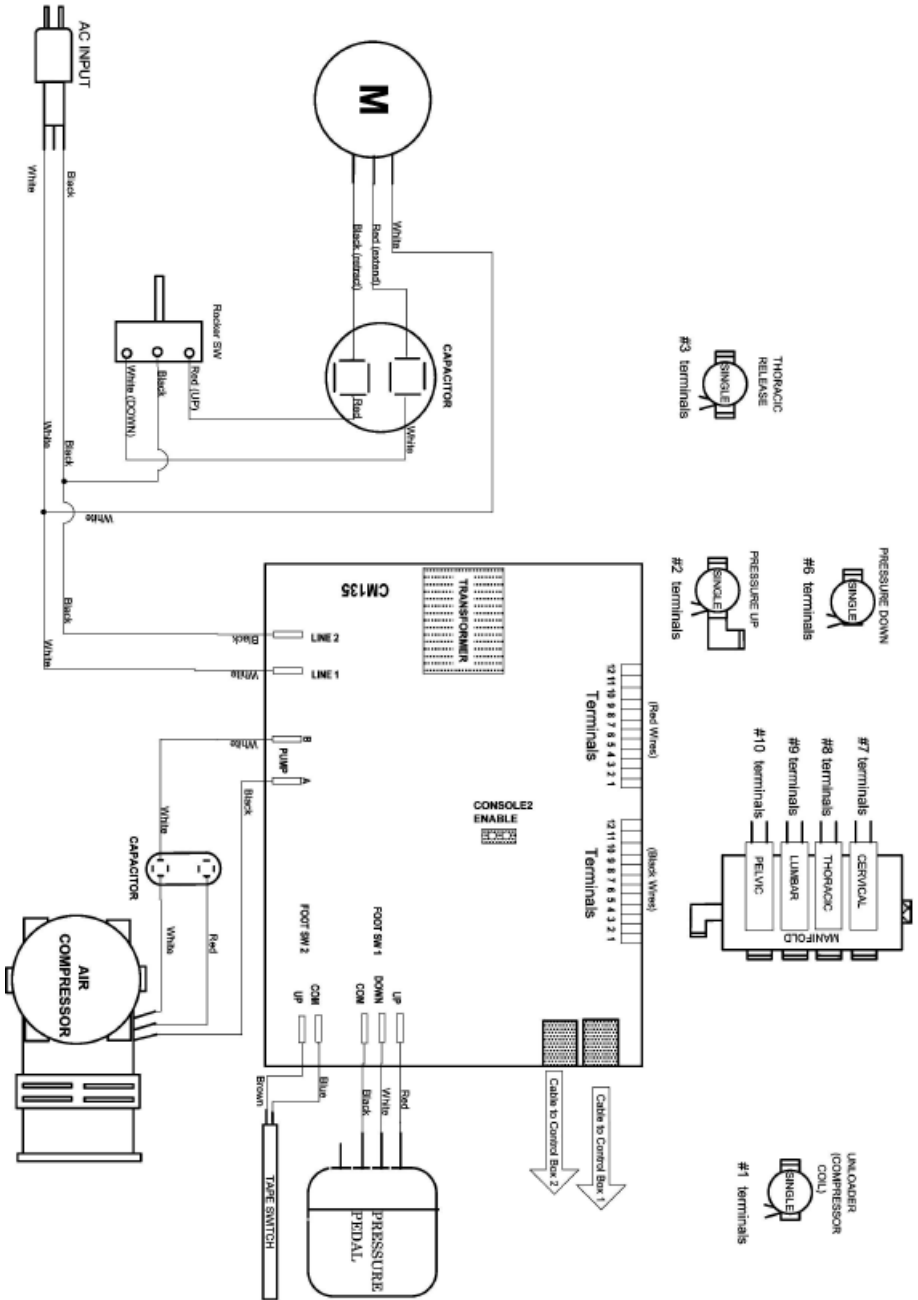 AC INPUT
White
Black
M
Black (retract)
Red (extend)
White
CAPACITOR
Red
White
Rocker SW
White (DOWN)
Black
Red (UP)
White
Black
White
Black
White
THORACIC
RELEASE
SINGLE
#3 terminals
PRESSURE UP
SINGLE
#2 terminals
PRESSURE DOWN
SINGLE
#6 terminals
#7 terminals
#8 terminals
#9 terminals
#10 terminals
CERVICAL
THORACIC
LUMBAR
PELVIC
MANIFOLD
UNLOADER
(COMPRESSOR
COIL)
SINGLE
#1 terminals
CM135
TRANSFORMER
Black
LINE 2
White
LINE 1
White
B
PUMP
A
Black
(Red Wires)
12 11 10 9 8 7 6 5 4 3 2 1
Terminals
(Black Wires)
12 11 10 9 8 7 6 5 4 3 2 1
Terminals
CONSOLE2
ENABLE
White
CAPACITOR
White
Red
AIR
COMPRESSOR
FOOT SW 2
UP
COM
FOOT SW 1
COM
DOWN
UP
Brown
Blue
TAPE SWITCH
Black
White
Red
PRESSURE
PEDAL
Cable to Control Box 2
Cable to Control Box 1